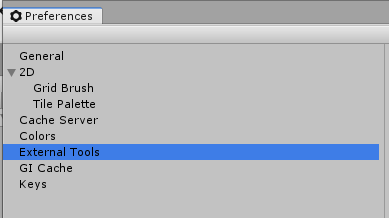 Preferences
General
2D
Grid Brush
Tile Palette
Cache Server
Colors
External Tools
GI Cache
Keys